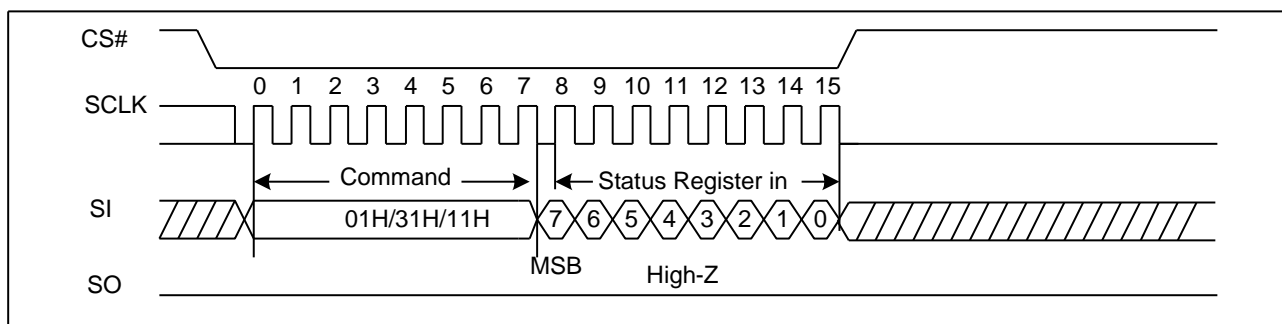 CS#
0 1 2 3 4 5 6 7 8 9 10 11 12 13 14 15
SCLK
Command Status Register in
SI 01H/31H/11H 7 6 5 4 3 2 1 0
MSB High-Z
SO